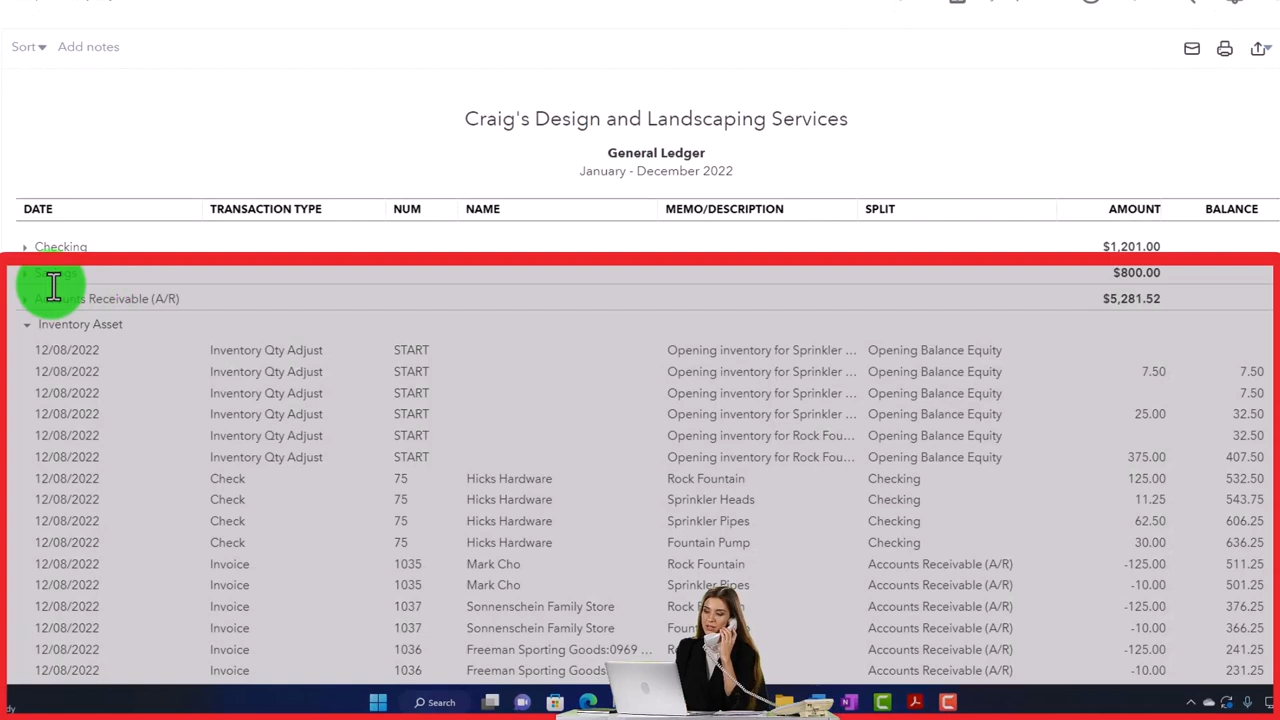 Sort Add notes
Craig's Design and Landscaping Services
General Ledger
January - December 2022
DATE TRANSACTION TYPE NUM NAME MEMO/DESCRIPTION SPLIT AMOUNT BALANCE
Checking $1,201.00
Savings $800.00
Accounts Receivable (A/R) $5,281.52
Inventory Asset
12/08/2022 Inventory Qty Adjust START Opening inventory for Sprinkler ... Opening Balance Equity
12/08/2022 Inventory Qty Adjust START Opening inventory for Sprinkler ... Opening Balance Equity 7.50 7.50
12/08/2022 Inventory Qty Adjust START Opening inventory for Sprinkler ... Opening Balance Equity 7.50
12/08/2022 Inventory Qty Adjust START Opening inventory for Sprinkler ... Opening Balance Equity 25.00 32.50
12/08/2022 Inventory Qty Adjust START Opening inventory for Rock Fou... Opening Balance Equity 32.50
12/08/2022 Inventory Qty Adjust START Opening inventory for Rock Fou... Opening Balance Equity 375.00 407.50
12/08/2022 Check 75 Hicks Hardware Rock Fountain Checking 125.00 532.50
12/08/2022 Check 75 Hicks Hardware Sprinkler Heads Checking 11.25 543.75
12/08/2022 Check 75 Hicks Hardware Sprinkler Pipes Checking 62.50 606.25
12/08/2022 Check 75 Hicks Hardware Fountain Pump Checking 30.00 636.25
12/08/2022 Invoice 1035 Mark Cho Rock Fountain Accounts Receivable (A/R) -125.00 511.25
12/08/2022 Invoice 1035 Mark Cho Sprinkler Pipes Accounts Receivable (A/R) -10.00 501.25
12/08/2022 Invoice 1037 Sonnenschein Family Store Accounts Receivable (A/R) -125.00 376.25
12/08/2022 Invoice 1037 Sonnenschein Family Store Accounts Receivable (A/R) -10.00 366.25
12/08/2022 Invoice 1036 Freeman Sporting Goods:0969 ... Accounts Receivable (A/R) -125.00 241.25
12/08/2022 Invoice 1036 Freeman Sporting Accounts Receivable (A/R) -10.00 231.25
Search